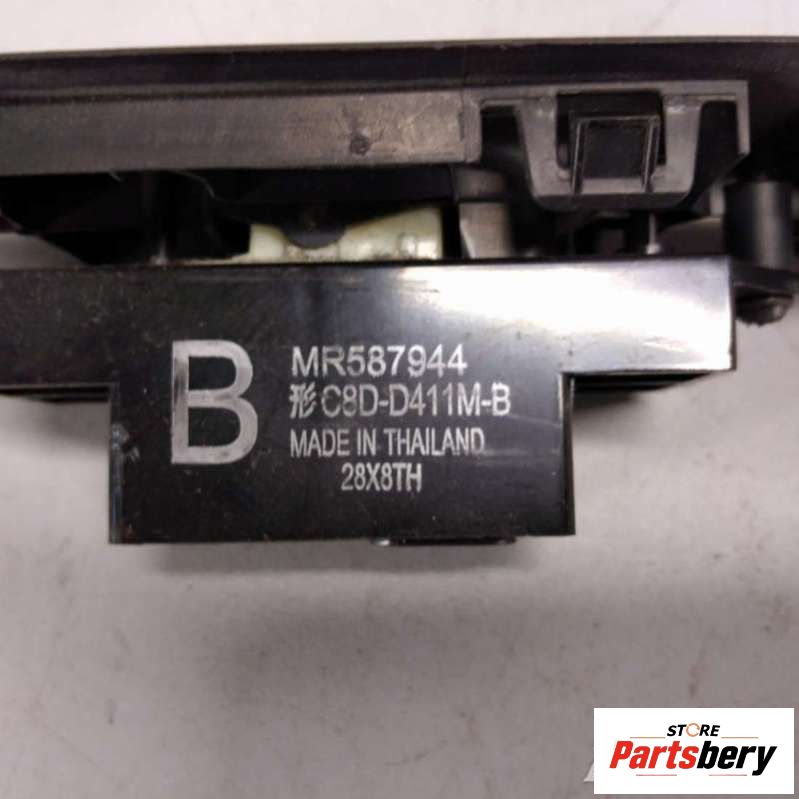 B
MR587944
形 C8D-D411M-B
MADE IN THAILAND
28X8TH
STORE
Partsbery